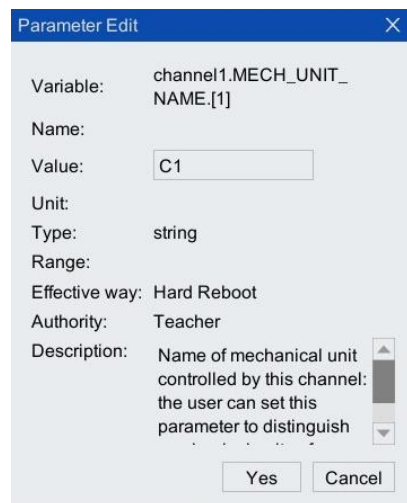 Parameter Edit X
Variable: channel1.MECH_UNIT_
NAME.[1]
Name:
Value: C1
Unit:
Type: string
Range:
Effective way: Hard Reboot
Authority: Teacher
Description: Name of mechanical unit
controlled by this channel:
the user can set this
parameter to distinguish
Yes Cancel